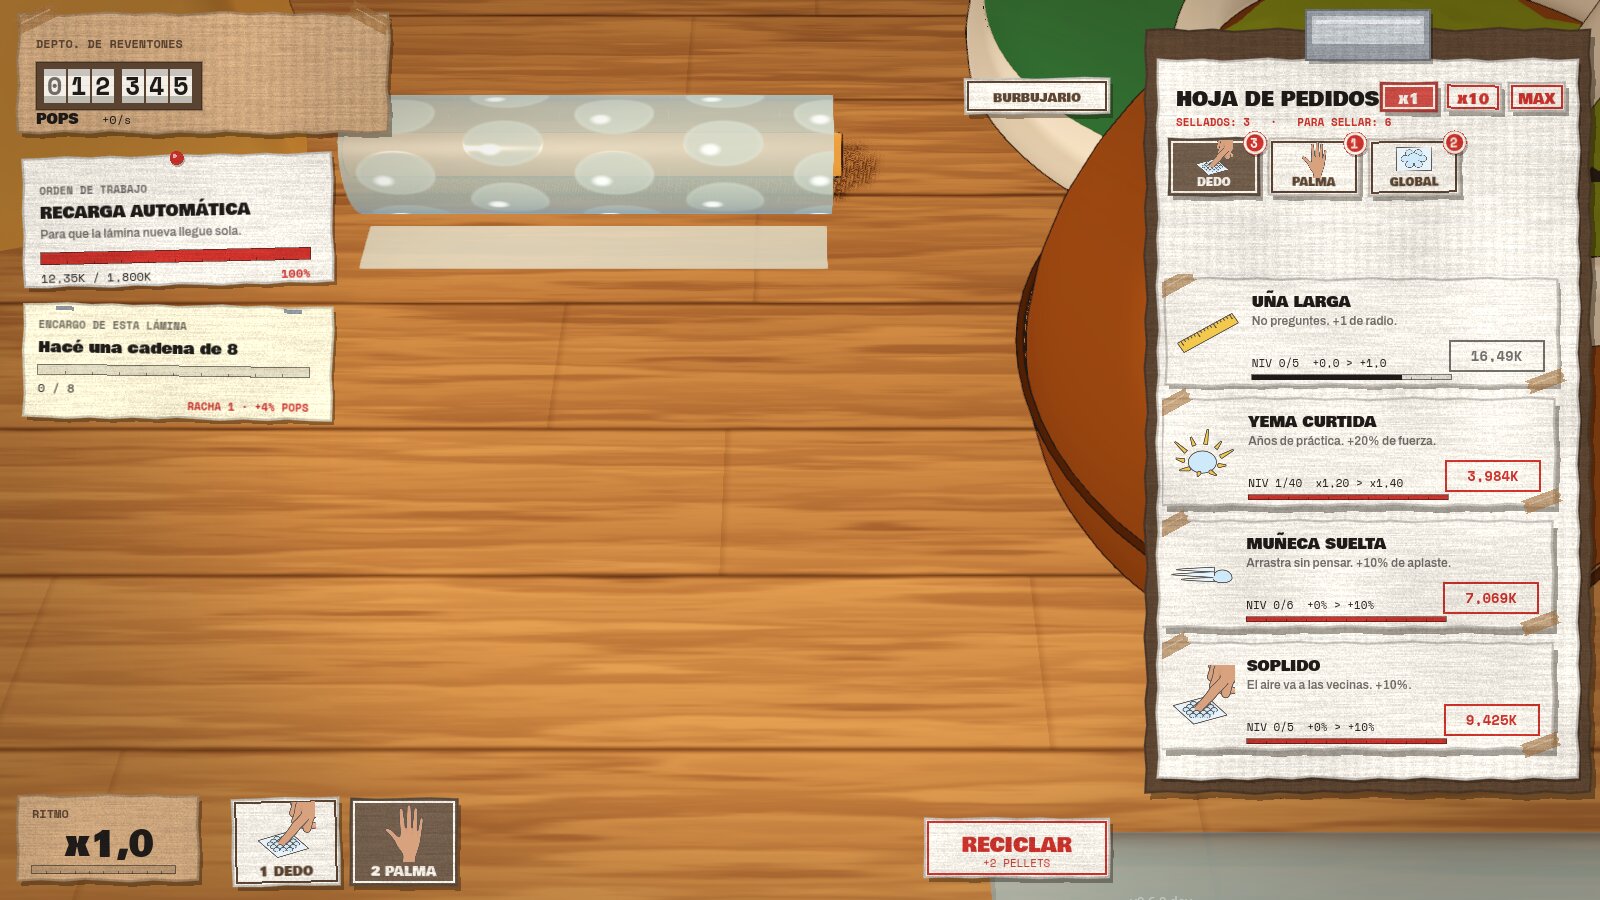 DEPTO. DE REVENTONES
012 345
POPS +0/s
ORDEN DE TRABAJO
RECARGA AUTOMÁTICA
Para que la lámina nueva llegue sola.
12,35K / 1,800K 100%
ENCARGO DE ESTA LÁMINA
Hacé una cadena de 8
0 / 8
RACHA 1 · +4% POPS
BURBUJARIO
HOJA DE PEDIDOS x1 x10 MAX
SELLADOS: 3 · PARA SELLAR: 6
3 1 2
DEDO PALMA GLOBAL
UÑA LARGA
No preguntes. +1 de radio.
NIV 0/5 +0,0 > +1,0
16,49K
YEMA CURTIDA
Años de práctica. +20% de fuerza.
NIV 1/40 x1,20 > x1,40
3,984K
MUÑECA SUELTA
Arrastra sin pensar. +10% de aplaste.
NIV 0/6 +0% > +10%
7,069K
SOPLIDO
El aire va a las vecinas. +10%.
NIV 0/5 +0% > +10%
9,425K
RITMO
x1,0
1 DEDO
2 PALMA
RECICLAR
+2 PELLETS